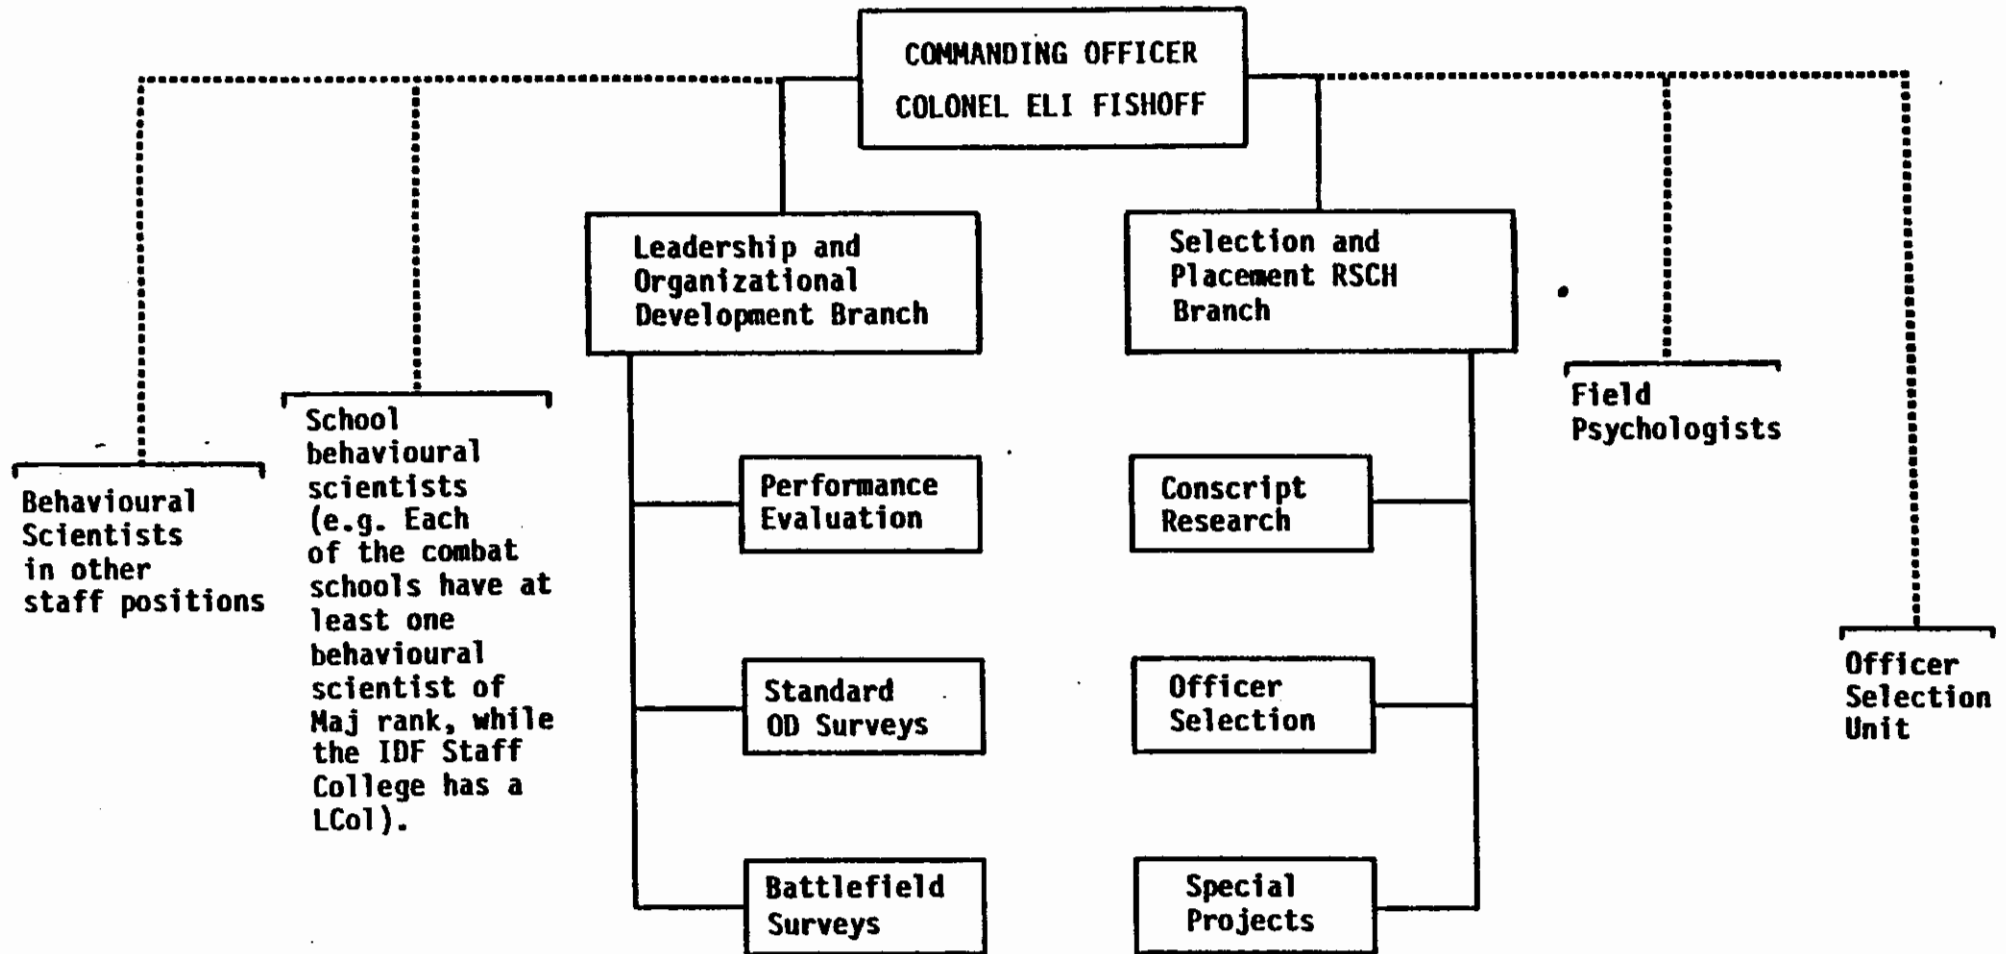 COMMANDING OFFICER
COLONEL ELI FISHOFF
Leadership and
Organizational
Development Branch
Selection and
Placement RSCH
Branch
Behavioural
Scientists
in other
staff positions
School
behavioural
scientists
(e.g. Each
of the combat
schools have at
least one
behavioural
scientist of
Maj rank, while
the IDF Staff
College has a
LCol).
Performance
Evaluation
Standard
OD Surveys
Battlefield
Surveys
Conscript
Research
Officer
Selection
Special
Projects
Field
Psychologists
Officer
Selection
Unit